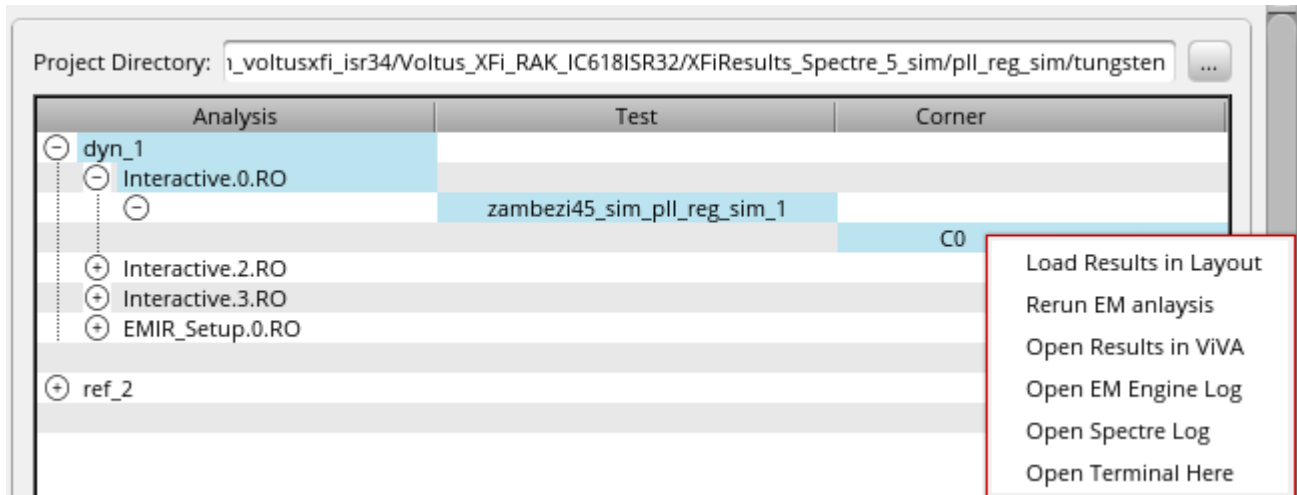 Project Directory: ı_voltusxfi_isr34/Voltus_XFi_RAK_IC618ISR32/XFiResults_Spectre_5_sim/pll_reg_sim/tungsten ...
Analysis Test Corner
dyn_1
Interactive.0.RO
zambezi45_sim_pll_reg_sim_1
C0
Interactive.2.RO
Interactive.3.RO
EMIR_Setup.0.RO
ref_2
Load Results in Layout
Rerun EM anlaysis
Open Results in ViVA
Open EM Engine Log
Open Spectre Log
Open Terminal Here